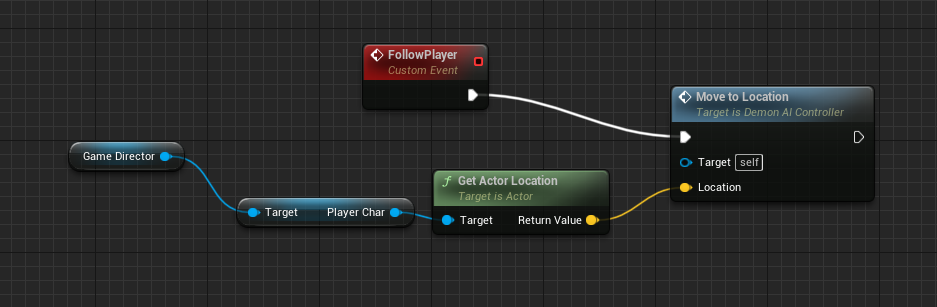 FollowPlayer
Custom Event
Move to Location
Target is Demon AI Controller
Target self
Location
Game Director
Target Player Char
f Get Actor Location
Target is Actor
Target Return Value